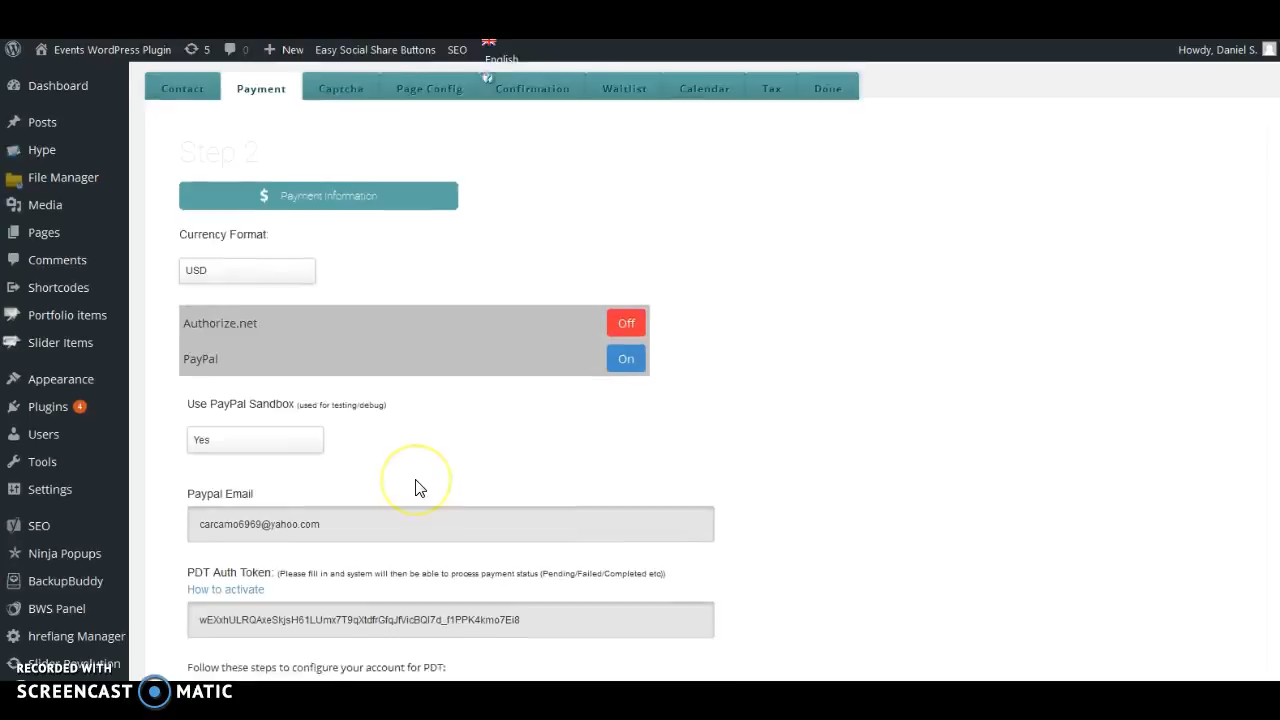 Events WordPress Plugin 5 0 New Easy Social Share Buttons SEO English Howdy, Daniel S.
Dashboard
Posts
Hype
File Manager
Media
Pages
Comments
Shortcodes
Portfolio items
Slider Items
Appearance
Plugins 4
Users
Tools
Settings
SEO
Ninja Popups
BackupBuddy
BWS Panel
hreflang Manager
Slider Revolution
Contact Payment Captcha Page Config Confirmation Waitlist Calendar Tax Done
Step 2
$ Payment Information
Currency Format:
USD
Authorize.net Off
PayPal On
Use PayPal Sandbox (used for testing/debug)
Yes
Paypal Email
carcamo6969@yahoo.com
PDT Auth Token: (Please fill in and system will then be able to process payment status (Pending/Failed/Completed etc))
How to activate
Follow these steps to configure your account for PDT:
RECORDED WITH
SCREENCAST MATIC